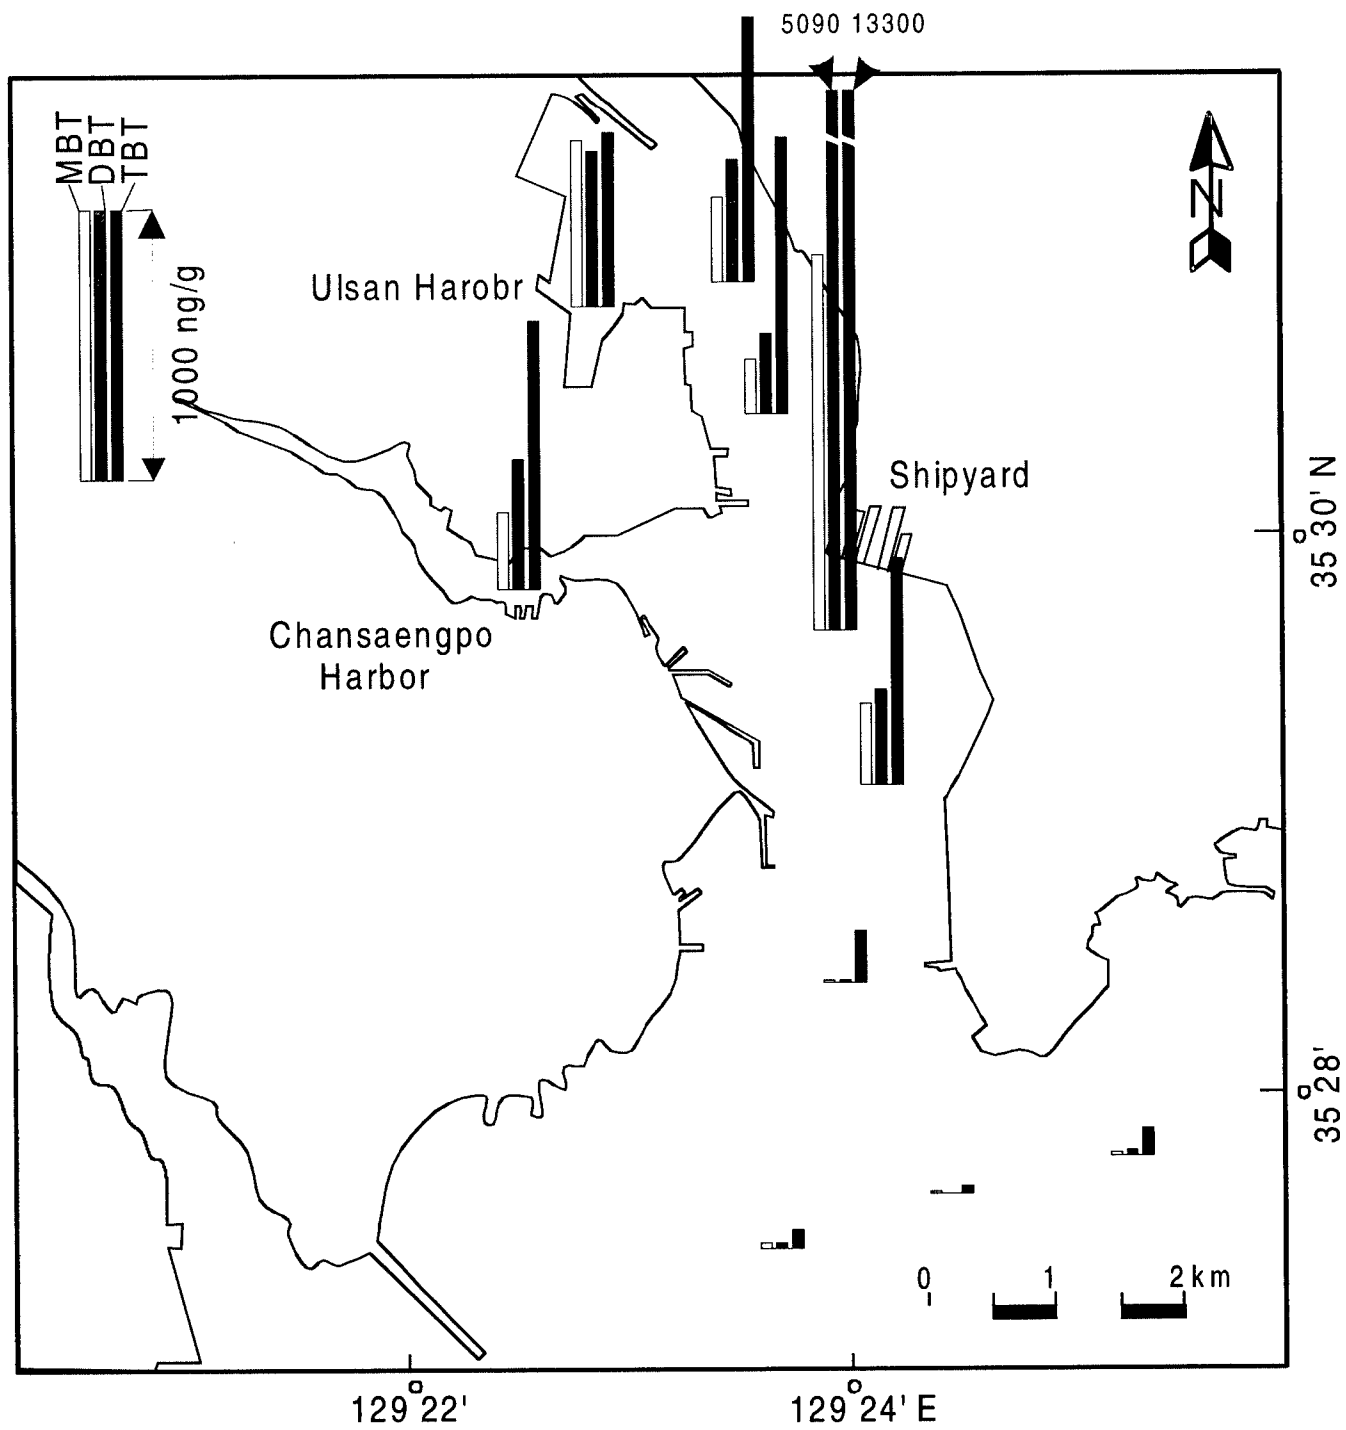 5090 13300
MBT
DBT
TBT
1000 ng/g
N
Ulsan Harobr
Shipyard
Chansaengpo
Harbor
35°30' N
35°28'
0 1 2 km
129°22'
129°24' E